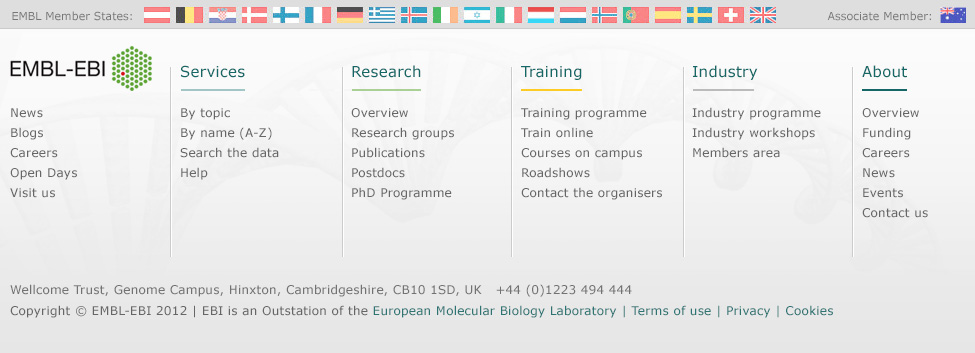 EMBL Member States: Associate Member:
EMBL-EBI
Services Research Training Industry About
News By topic Overview Training programme Industry programme Overview
Blogs By name (A-Z) Research groups Train online Industry workshops Funding
Careers Search the data Publications Courses on campus Members area Careers
Open Days Help Postdocs Roadshows News
Visit us PhD Programme Contact the organisers Events
Contact us
Wellcome Trust, Genome Campus, Hinxton, Cambridgeshire, CB10 1SD, UK +44 (0)1223 494 444
Copyright © EMBL-EBI 2012 | EBI is an Outstation of the European Molecular Biology Laboratory | Terms of use | Privacy | Cookies